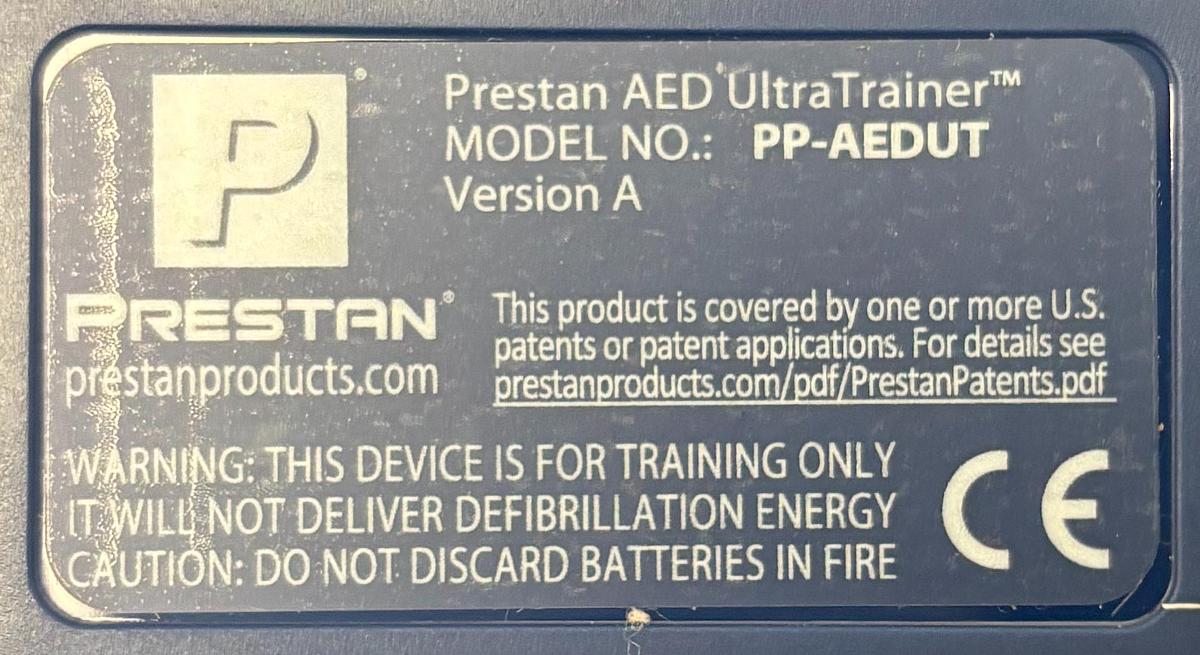 P®
Prestan AED UltraTrainer™
MODEL NO.: PP-AEDUT
Version A
PRESTAN®
prestanproducts.com
This product is covered by one or more U.S.
patents or patent applications. For details see
prestanproducts.com/pdf/PrestanPatents.pdf
WARNING: THIS DEVICE IS FOR TRAINING ONLY
IT WILL NOT DELIVER DEFIBRILLATION ENERGY
CAUTION: DO NOT DISCARD BATTERIES IN FIRE
CE